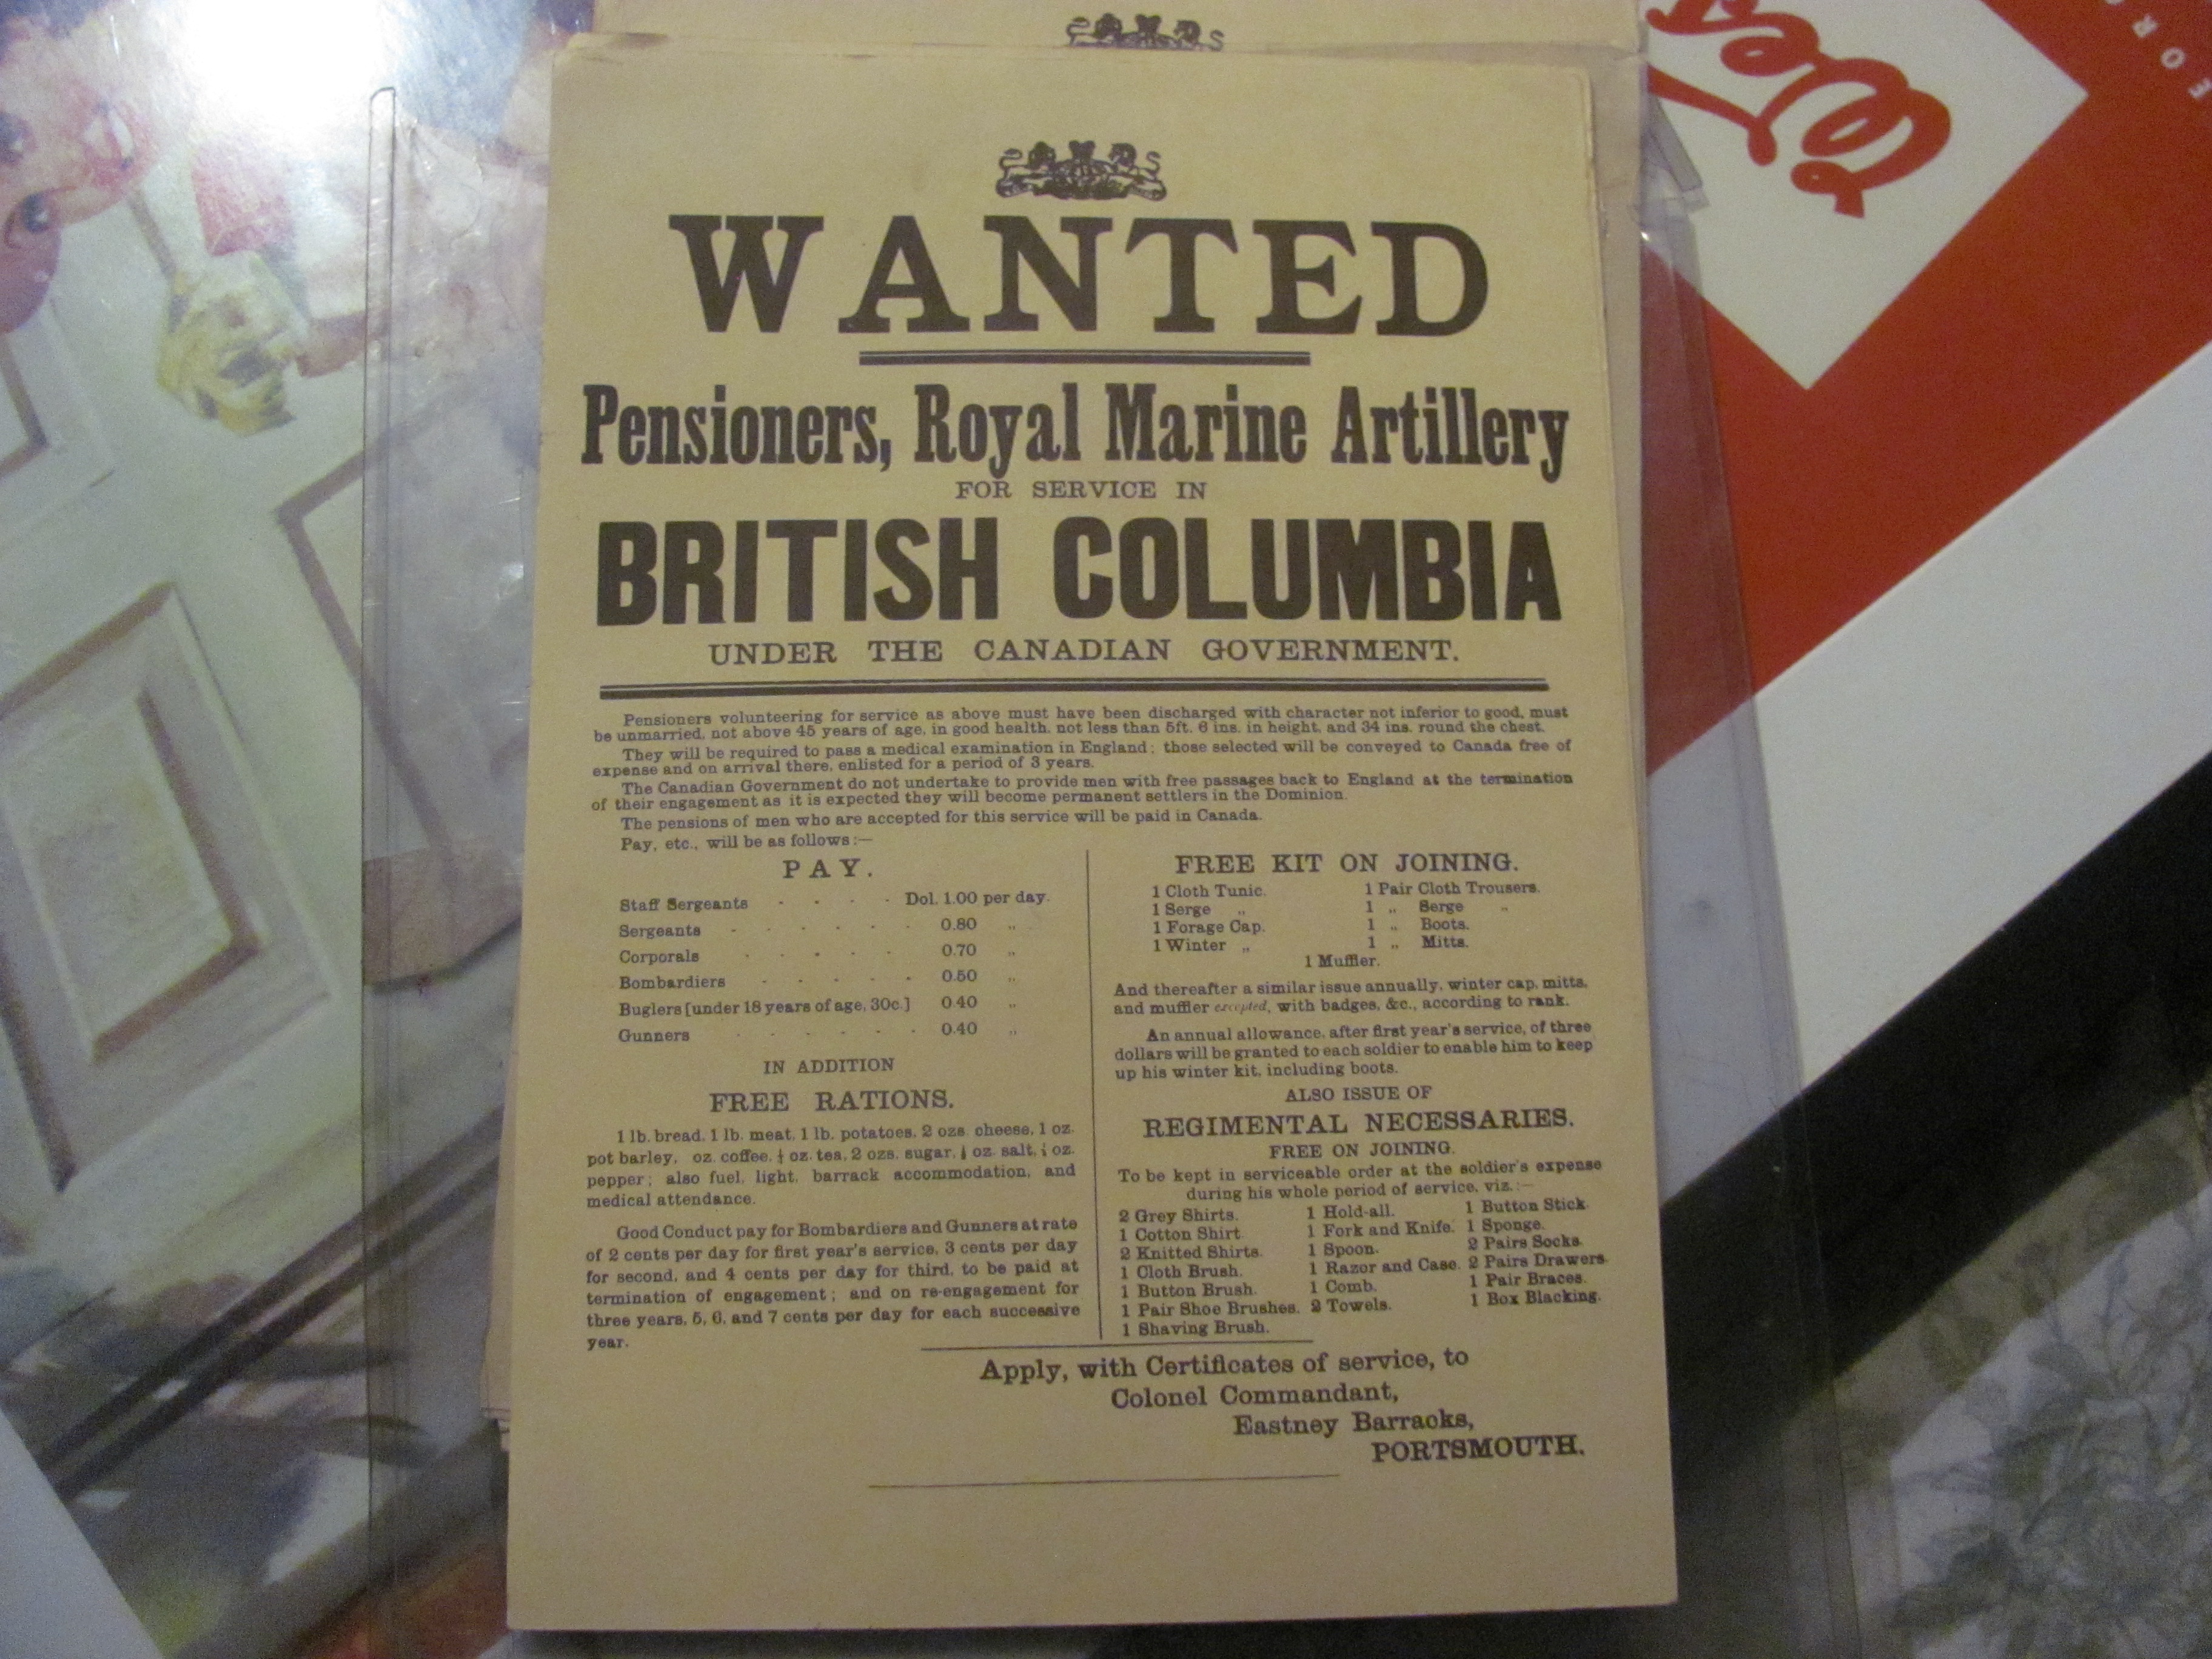 WANTED
Pensioners, Royal Marine Artillery
FOR SERVICE IN
BRITISH COLUMBIA
UNDER THE CANADIAN GOVERNMENT.
Pensioners volunteering for service as above must have been discharged with character not inferior to good, must
be unmarried, not above 45 years of age, in good health, not less than 5ft. 6 ins. in height, and 34 ins. round the chest.
They will be required to pass a medical examination in England; those selected will be conveyed to Canada free of
expense and on arrival there, enlisted for a period of 3 years.
The Canadian Government do not undertake to provide men with free passages back to England at the termination
of their engagement as it is expected they will become permanent settlers in the Dominion.
The pensions of men who are accepted for this service will be paid in Canada.
Pay, etc., will be as follows:—
PAY.
Staff Sergeants - - - - Dol. 1.00 per day.
Sergeants - - - - - 0.80 „
Corporals - - - - - 0.70 „
Bombardiers - - - - - 0.50 „
Buglers [under 18 years of age, 30c.] 0.40 „
Gunners - - - - - 0.40 „
IN ADDITION
FREE RATIONS.
1 lb. bread, 1 lb. meat, 1 lb. potatoes, 2 ozs. cheese, 1 oz.
pot barley, oz. coffee, oz. tea, 2 ozs. sugar, oz. salt, oz.
pepper; also fuel, light, barrack accommodation, and
medical attendance.
Good Conduct pay for Bombardiers and Gunners at rate
of 2 cents per day for first year's service, 3 cents per day
for second, and 4 cents per day for third, to be paid at
termination of engagement; and on re-engagement for
three years, 5, 6, and 7 cents per day for each successive
year.
FREE KIT ON JOINING.
1 Cloth Tunic. 1 Pair Cloth Trousers.
1 Serge „ 1 „ Serge „
1 Forage Cap. 1 „ Boots.
1 Winter „ 1 „ Mitts.
1 Muffler.
And thereafter a similar issue annually, winter cap, mitts,
and muffler excepted, with badges, &c., according to rank.
An annual allowance, after first year's service, of three
dollars will be granted to each soldier to enable him to keep
up his winter kit, including boots.
ALSO ISSUE OF
REGIMENTAL NECESSARIES.
FREE ON JOINING.
To be kept in serviceable order at the soldier's expense
during his whole period of service, viz.:—
2 Grey Shirts. 1 Hold-all. 1 Button Stick.
1 Cotton Shirt. 1 Fork and Knife. 1 Sponge.
2 Knitted Shirts. 1 Spoon. 2 Pairs Socks.
1 Cloth Brush. 1 Razor and Case. 2 Pairs Drawers.
1 Button Brush. 1 Comb. 1 Pair Braces.
1 Pair Shoe Brushes. 2 Towels. 1 Box Blacking.
1 Shaving Brush.
Apply, with Certificates of service, to
Colonel Commandant,
Eastney Barracks,
PORTSMOUTH.